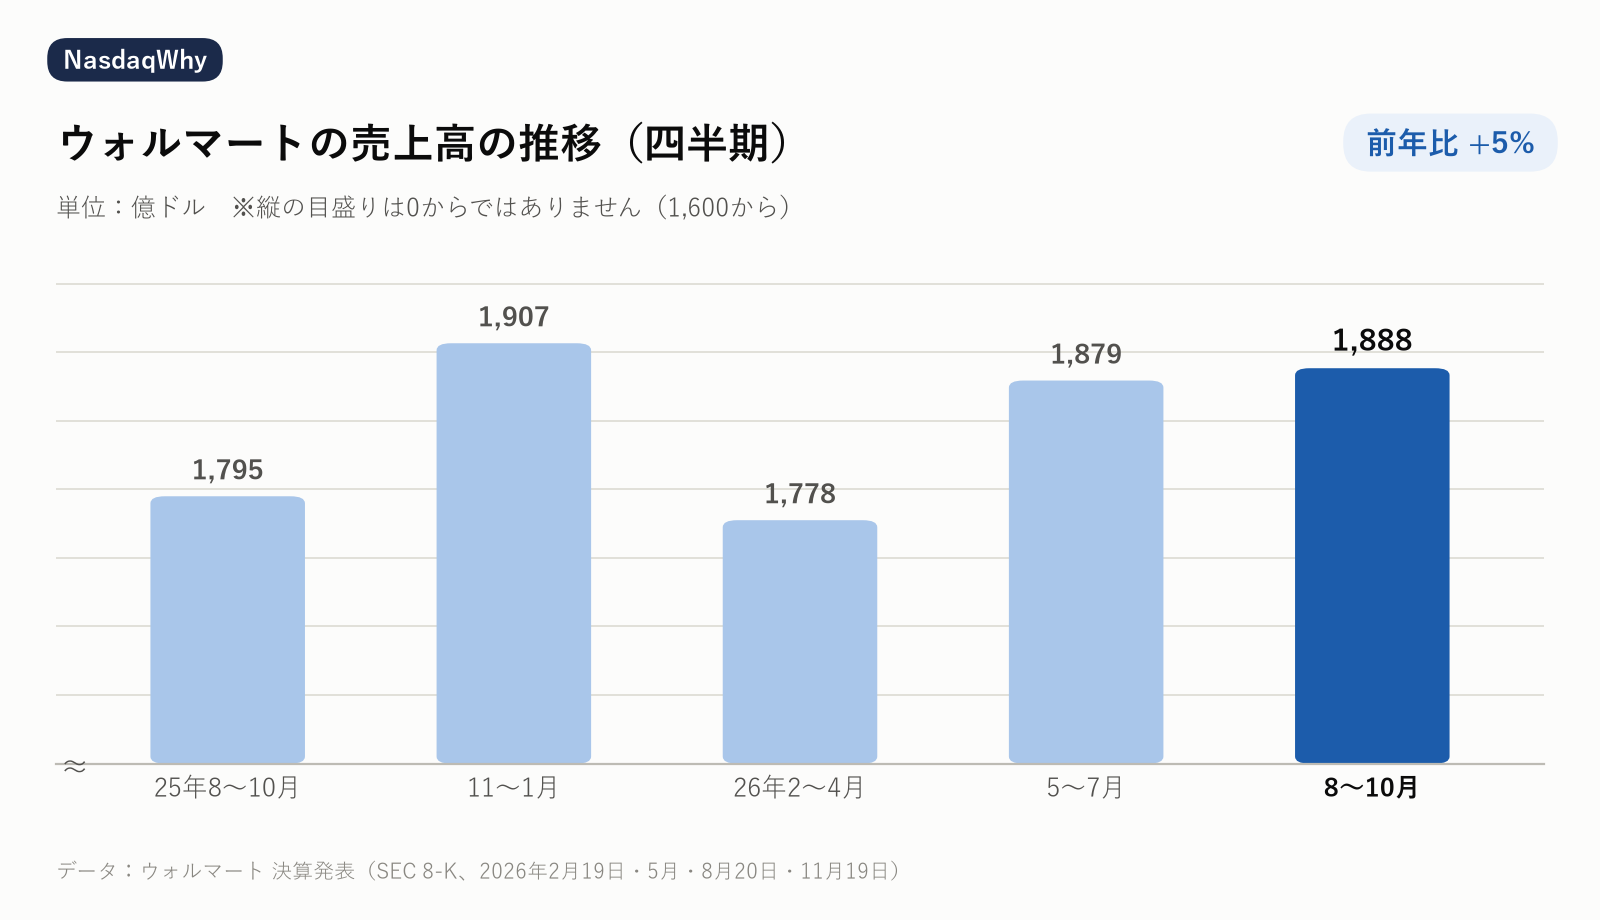 NasdaqWhy
ウォルマートの売上高の推移（四半期）
前年比 +5%
単位：億ドル　※縦の目盛りは0からではありません（1,600から）
1,795
1,907
1,778
1,879
1,888
≈
25年8〜10月
11〜1月
26年2〜4月
5〜7月
8〜10月
データ：ウォルマート 決算発表（SEC 8-K、2026年2月19日・5月・8月20日・11月19日）